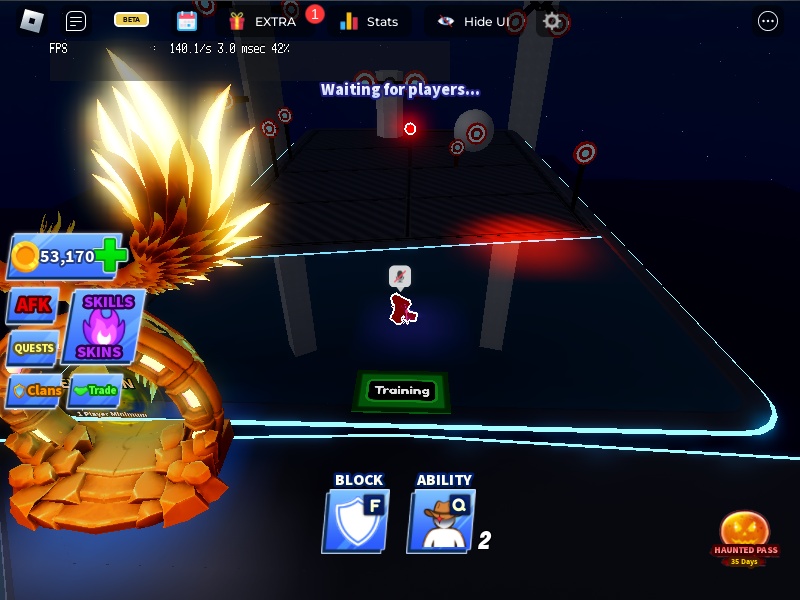 BETA
EXTRA
1
Stats
Hide UI
FPS : 140.1/s 3.0 msec 42%
Waiting for players...
53,170
AFK
SKILLS
SKINS
QUESTS
Clans
Trade
1 Player Minimum
Training
BLOCK
ABILITY
F
Q
2
HAUNTED PASS
35 Days